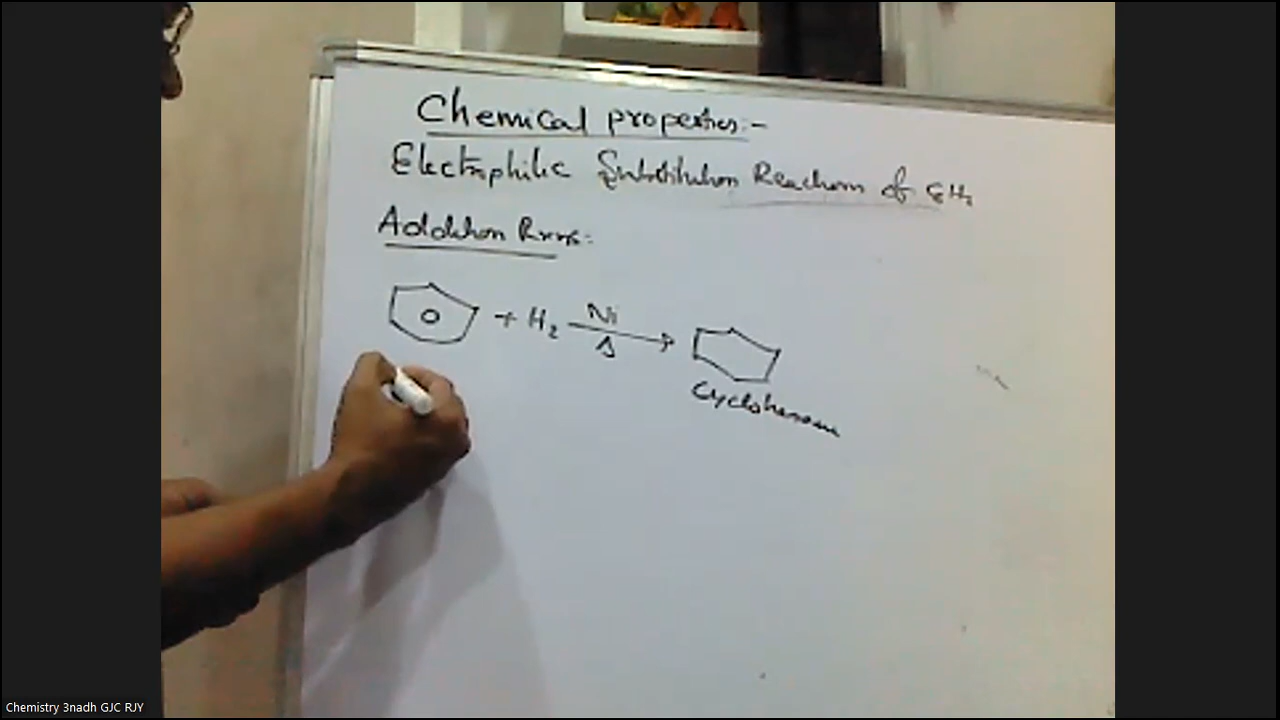 Chemical properties:-
Electrophilic Substitution Reactions of C6H6
Addition Rxns:-
+ H2 Ni Δ
Cyclohexane
Chemistry 3nadh GJC RJY